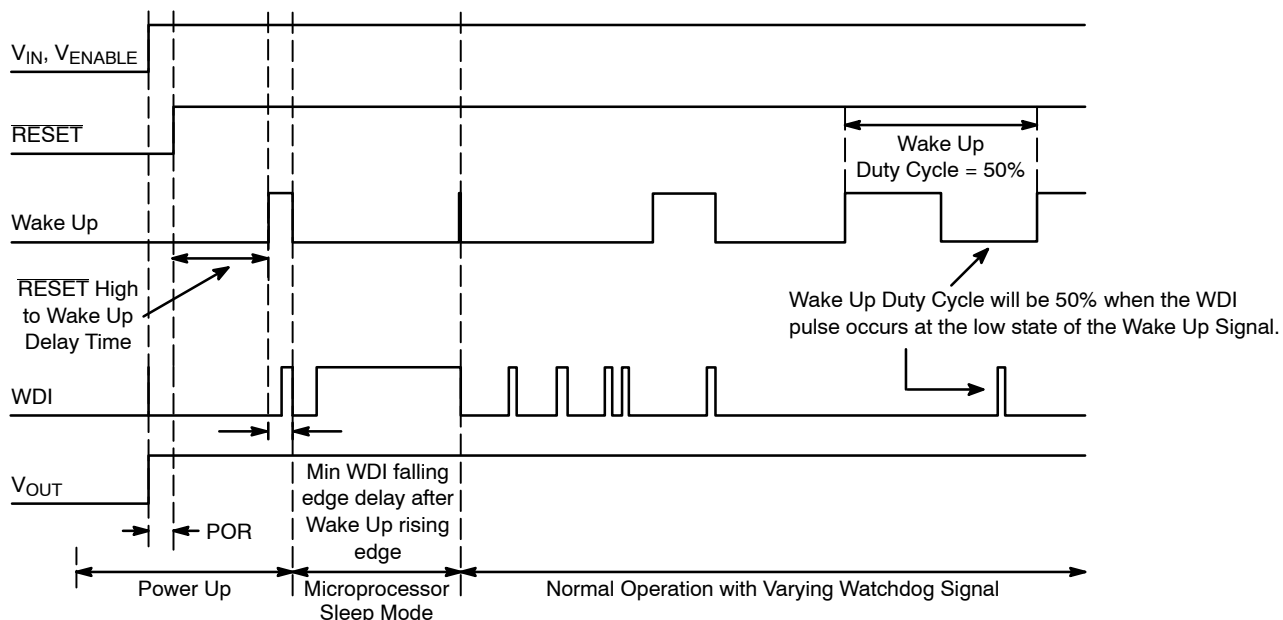 VIN, VENABLE
RESET
Wake Up
Duty Cycle = 50%
Wake Up
RESET High
to Wake Up
Delay Time
Wake Up Duty Cycle will be 50% when the WDI
pulse occurs at the low state of the Wake Up Signal.
WDI
VOUT
Min WDI falling
edge delay after
Wake Up rising
edge
POR
Power Up
Microprocessor
Sleep Mode
Normal Operation with Varying Watchdog Signal